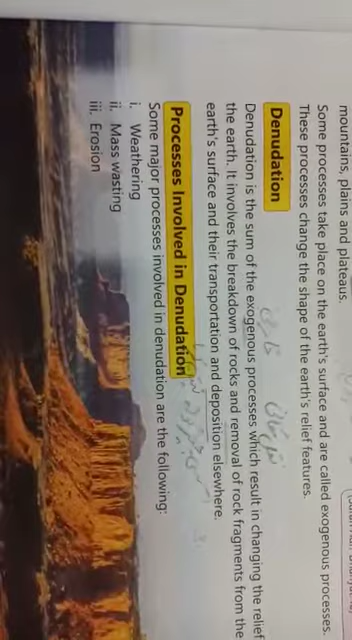 mountains, plains and plateaus.
Some processes take place on the earth's surface and are called exogenous processes.
These processes change the shape of the earth's relief features.
Denudation
Denudation is the sum of the exogenous processes which result in changing the relief
the earth. It involves the breakdown of rocks and removal of rock fragments from the
earth's surface and their transportation and deposition elsewhere.
Processes Involved in Denudation
Some major processes involved in denudation are the following:
i. Weathering
ii. Mass wasting
iii. Erosion